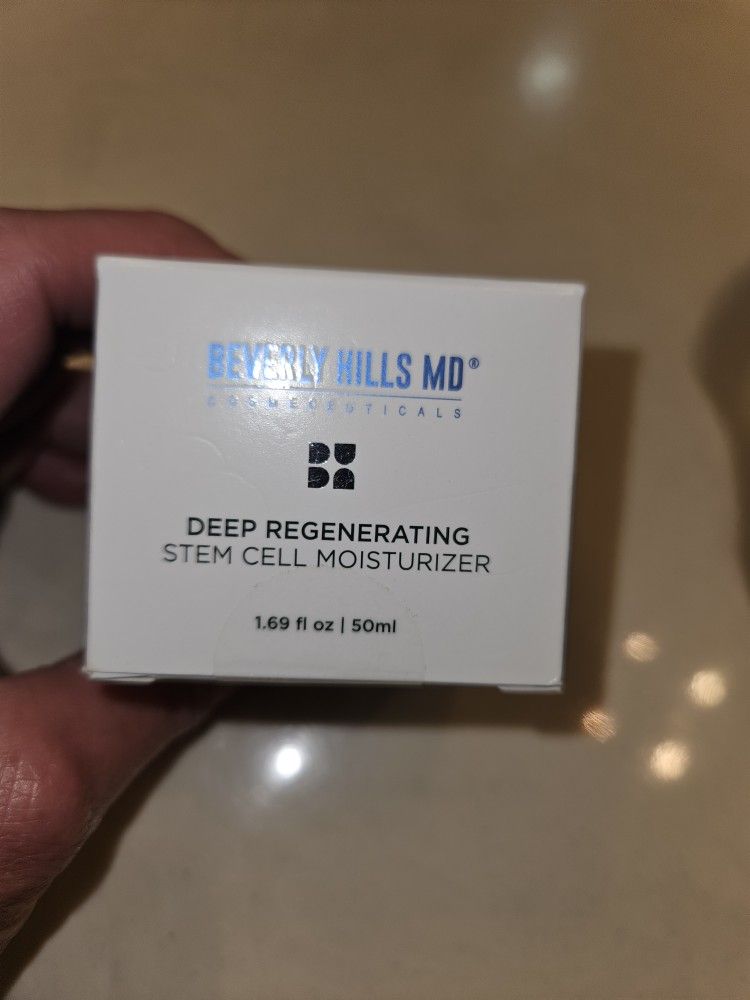 BEVERLY HILLS MD®
COSMECEUTICALS
DEEP REGENERATING
STEM CELL MOISTURIZER
1.69 fl oz | 50ml